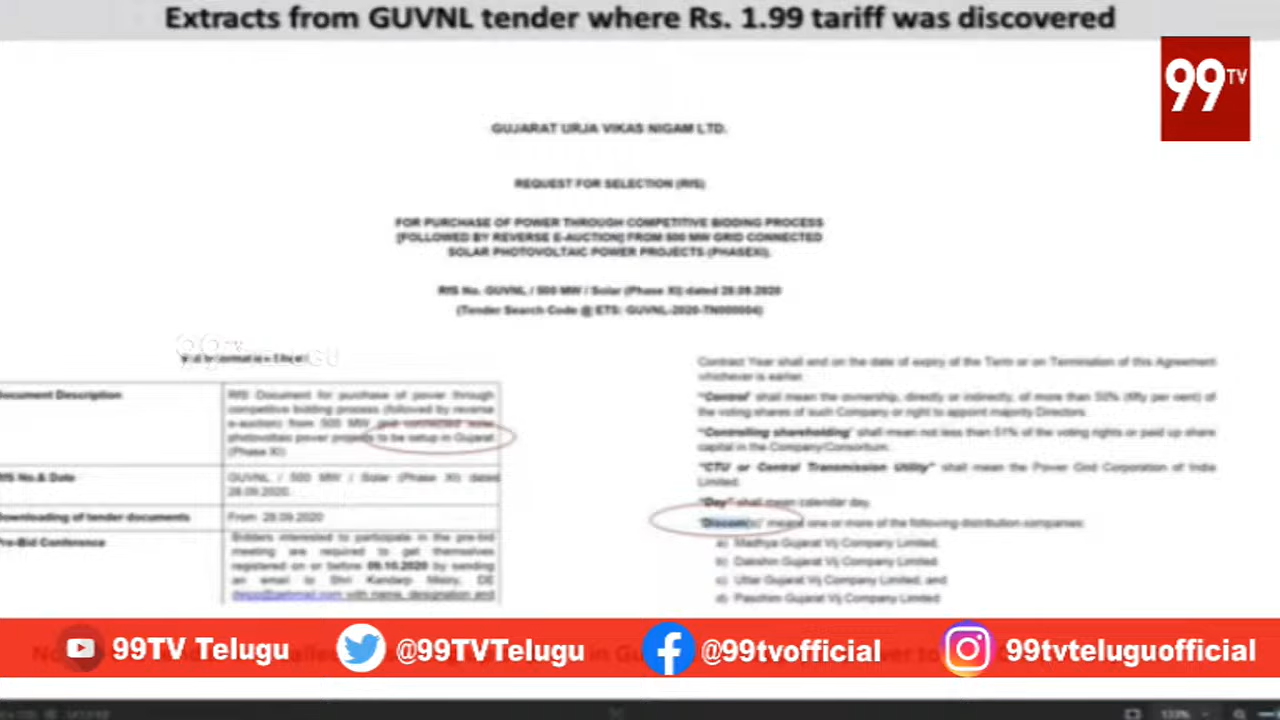 Extracts from GUVNL tender where Rs. 1.99 tariff was discovered
99 TV
GUJARAT URJA VIKAS NIGAM LTD.
REQUEST FOR SELECTION (RfS)
FOR PURCHASE OF POWER THROUGH COMPETITIVE BIDDING PROCESS
[FOLLOWED BY REVERSE E-AUCTION] FROM 500 MW GRID CONNECTED
SOLAR PHOTOVOLTAIC POWER PROJECTS (PHASEXI),
RfS No. GUVNL / 500 MW / Solar (Phase XI) dated 28.09.2020
(Tender Search Code @ ETS: GUVNL-2020-TN000004)
Document Description
RfS Document for purchase of power through
competitive bidding process (followed by reverse
e-auction) from 500 MW grid connected solar
photovoltaic power projects to be setup in Gujarat
(Phase XI)
RfS No.& Date
GUVNL / 500 MW / Solar (Phase XI) dated
28.09.2020.
Downloading of tender documents
From 28.09.2020
Pre-Bid Conference
Bidders interested to participate in the pre-bid
meeting are required to get themselves
registered on or before 09.10.2020 by sending
an email to Shri Kandarp Mistry, DE
with name, designation and
Contract Year shall end on the date of expiry of the Term or on Termination of this Agreement
whichever is earlier.
"Control" shall mean the ownership, directly or indirectly, of more than 50% (fifty per cent) of
the voting shares of such Company or right to appoint majority Directors.
"Controlling shareholding" shall mean not less than 51% of the voting rights or paid up share
capital in the Company/Consortium.
"CTU or Central Transmission Utility" shall mean the Power Grid Corporation of India
Limited.
"Day" shall mean calendar day.
"Discom(s)" means one or more of the following distribution companies:
a) Madhya Gujarat Vij Company Limited,
b) Dakshin Gujarat Vij Company Limited,
c) Uttar Gujarat Vij Company Limited, and
d) Paschim Gujarat Vij Company Limited
99TV Telugu
@99TVTelugu
@99tvofficial
99tvteluguofficial